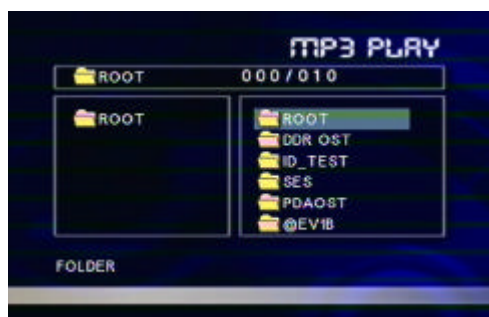 MP3 PLAY
ROOT 000/010
ROOT
ROOT
DDR OST
ID_TEST
SES
PDAOST
@EV1B
FOLDER